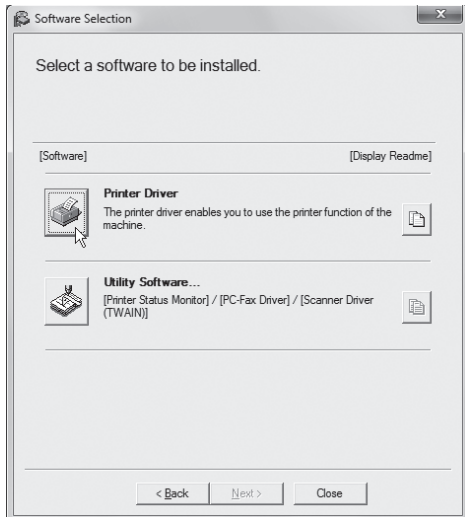 Software Selection
X
Select a software to be installed.
[Software] [Display Readme]
Printer Driver
The printer driver enables you to use the printer function of the
machine.
Utility Software...
[Printer Status Monitor] / [PC-Fax Driver] / [Scanner Driver
(TWAIN)]
< Back Next > Close